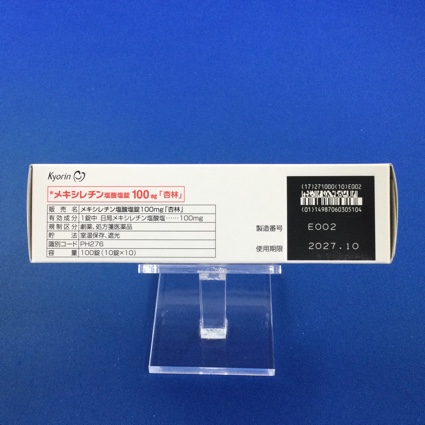 Kyorin
*メキシレチン塩酸塩錠100mg「杏林」
販売名 メキシレチン塩酸塩錠100mg「杏林」
有効成分 1錠中 日局メキシレチン塩酸塩……100mg
規制区分 劇薬、処方箋医薬品
貯法 室温保存、遮光
識別コード PH276
容量 100錠(10錠×10)
(17)271000(10)E002
(01)14987060305104
製造番号 E002
使用期限 2027.10